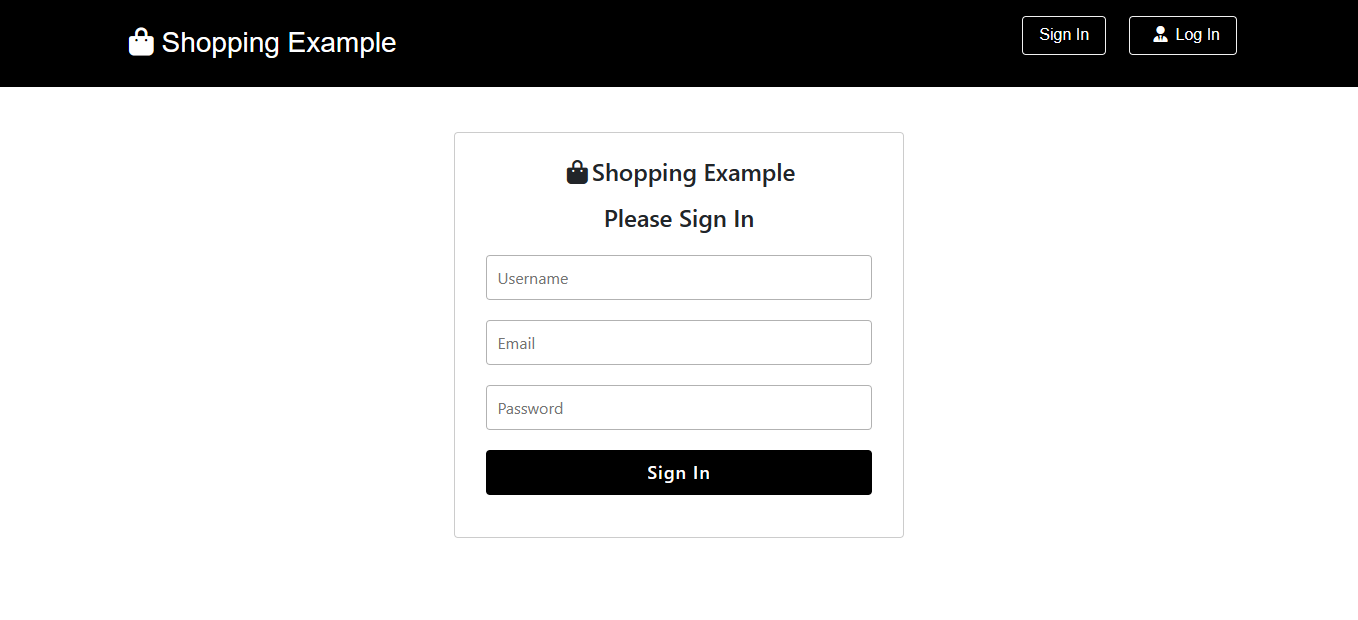 Shopping Example
Sign In
Log In
Shopping Example
Please Sign In
Username
Email
Password
Sign In